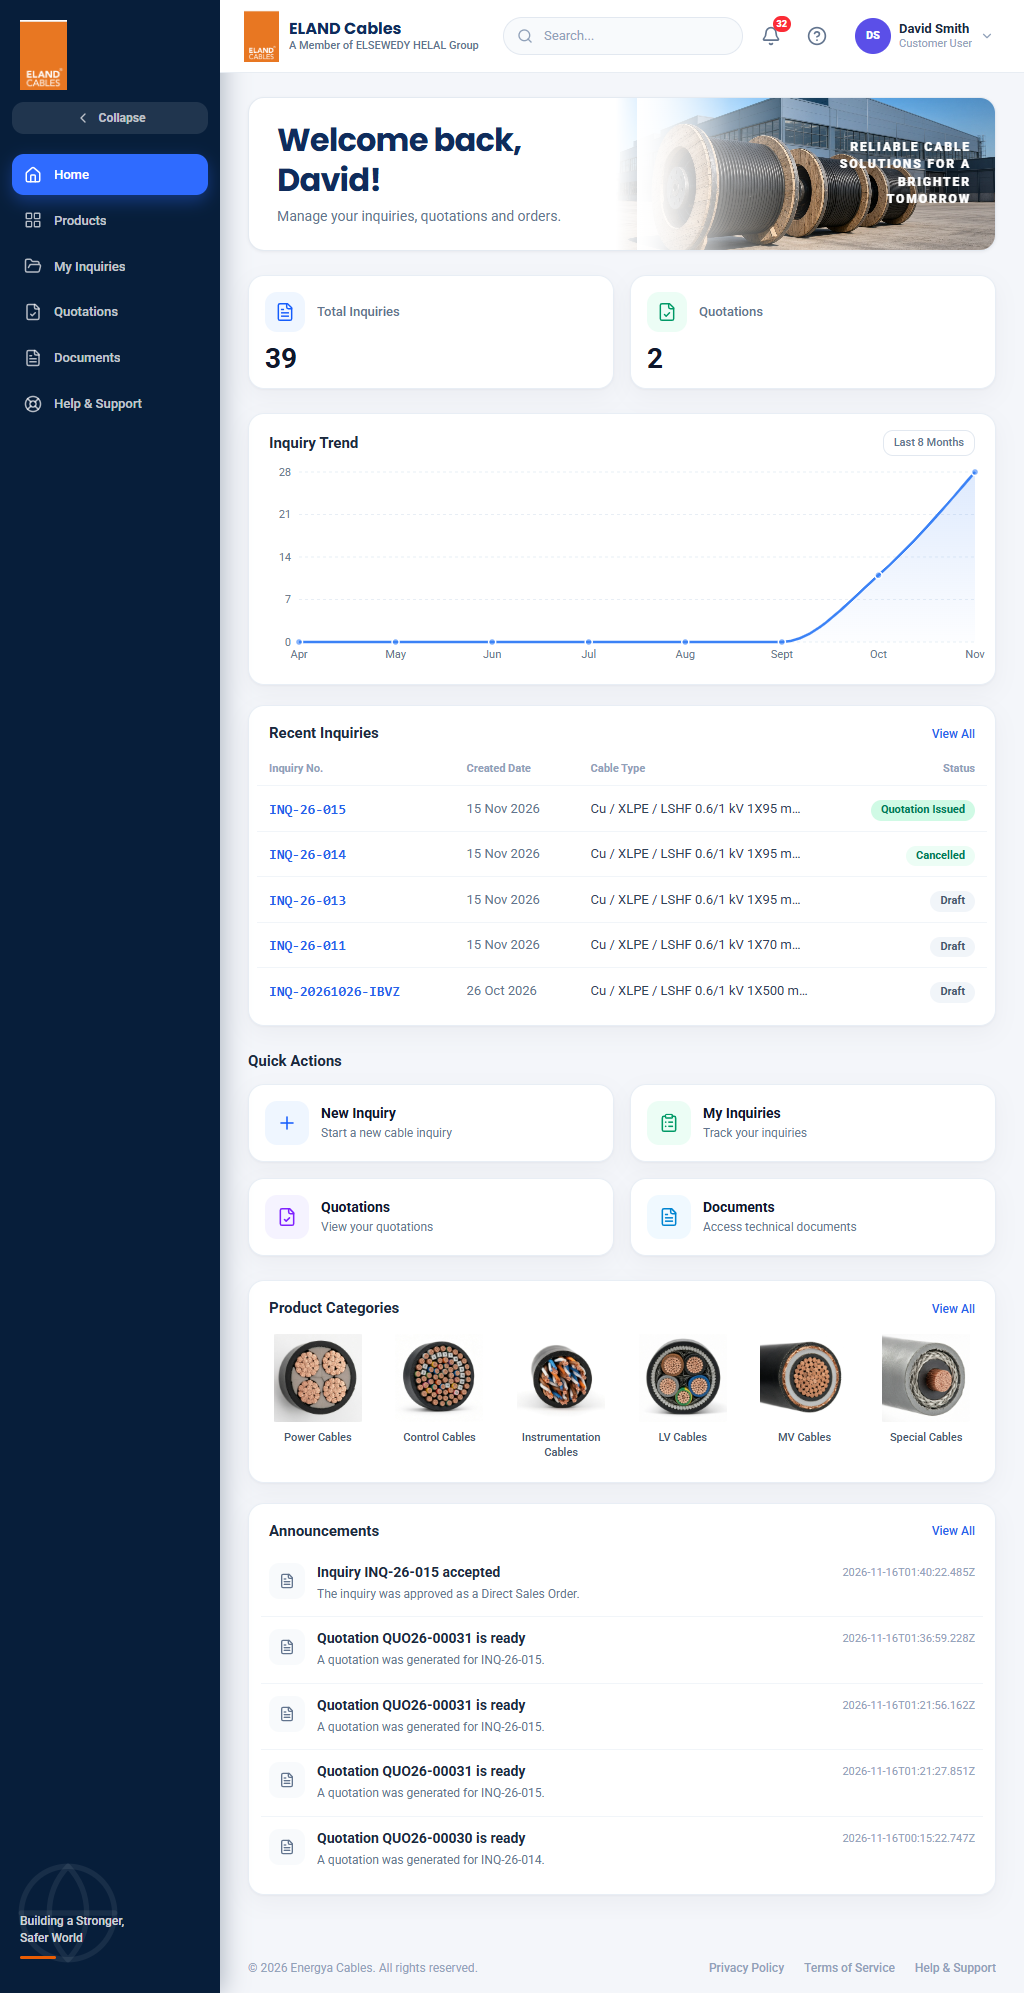 ELAND
CABLES
Collapse
Home
Products
My Inquiries
Quotations
Documents
Help & Support
Building a Stronger,
Safer World
ELAND
CABLES
ELAND Cables
A Member of ELSEWEDY HELAL Group
Search...
32
DS
David Smith
Customer User
Welcome back,
David!
Manage your inquiries, quotations and orders.
RELIABLE CABLE
SOLUTIONS FOR A
BRIGHTER
TOMORROW
Total Inquiries
39
Quotations
2
Inquiry Trend
Last 8 Months
28
21
14
7
0
Apr May Jun Jul Aug Sept Oct Nov
Recent Inquiries
View All
Inquiry No. Created Date Cable Type Status
INQ-26-015 15 Nov 2026 Cu / XLPE / LSHF 0.6/1 kV 1X95 m... Quotation Issued
INQ-26-014 15 Nov 2026 Cu / XLPE / LSHF 0.6/1 kV 1X95 m... Cancelled
INQ-26-013 15 Nov 2026 Cu / XLPE / LSHF 0.6/1 kV 1X95 m... Draft
INQ-26-011 15 Nov 2026 Cu / XLPE / LSHF 0.6/1 kV 1X70 m... Draft
INQ-20261026-IBVZ 26 Oct 2026 Cu / XLPE / LSHF 0.6/1 kV 1X500 m... Draft
Quick Actions
New Inquiry
Start a new cable inquiry
My Inquiries
Track your inquiries
Quotations
View your quotations
Documents
Access technical documents
Product Categories
View All
Power Cables
Control Cables
Instrumentation
Cables
LV Cables
MV Cables
Special Cables
Announcements
View All
Inquiry INQ-26-015 accepted
2026-11-16T01:40:22.485Z
The inquiry was approved as a Direct Sales Order.
Quotation QUO26-00031 is ready
2026-11-16T01:36:59.228Z
A quotation was generated for INQ-26-015.
Quotation QUO26-00031 is ready
2026-11-16T01:21:56.162Z
A quotation was generated for INQ-26-015.
Quotation QUO26-00031 is ready
2026-11-16T01:21:27.851Z
A quotation was generated for INQ-26-015.
Quotation QUO26-00030 is ready
2026-11-16T00:15:22.747Z
A quotation was generated for INQ-26-014.
© 2026 Energya Cables. All rights reserved.
Privacy Policy Terms of Service Help & Support